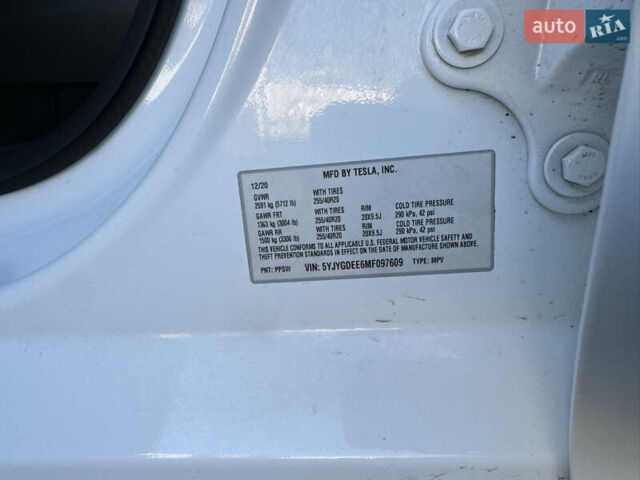 auto RIA.com
MFD BY TESLA, INC.
12/20
GVWR WITH TIRES
2591 kg (5712 lb) 255/40R20
GAWR FRT WITH TIRES RIM COLD TIRE PRESSURE
1363 kg (3004 lb) 255/40R20 20X9.5J 290 kPa, 42 psi
GAWR RR WITH TIRES RIM COLD TIRE PRESSURE
1500 kg (3306 lb) 255/40R20 20X9.5J 290 kPa, 42 psi
THIS VEHICLE CONFORMS TO ALL APPLICABLE U.S. FEDERAL MOTOR VEHICLE SAFETY AND
THEFT PREVENTION STANDARDS IN EFFECT ON THE DATE OF MANUFACTURE SHOWN ABOVE.
PNT: PPSW VIN: 5YJYGDEE6MF097609 TYPE: MPV